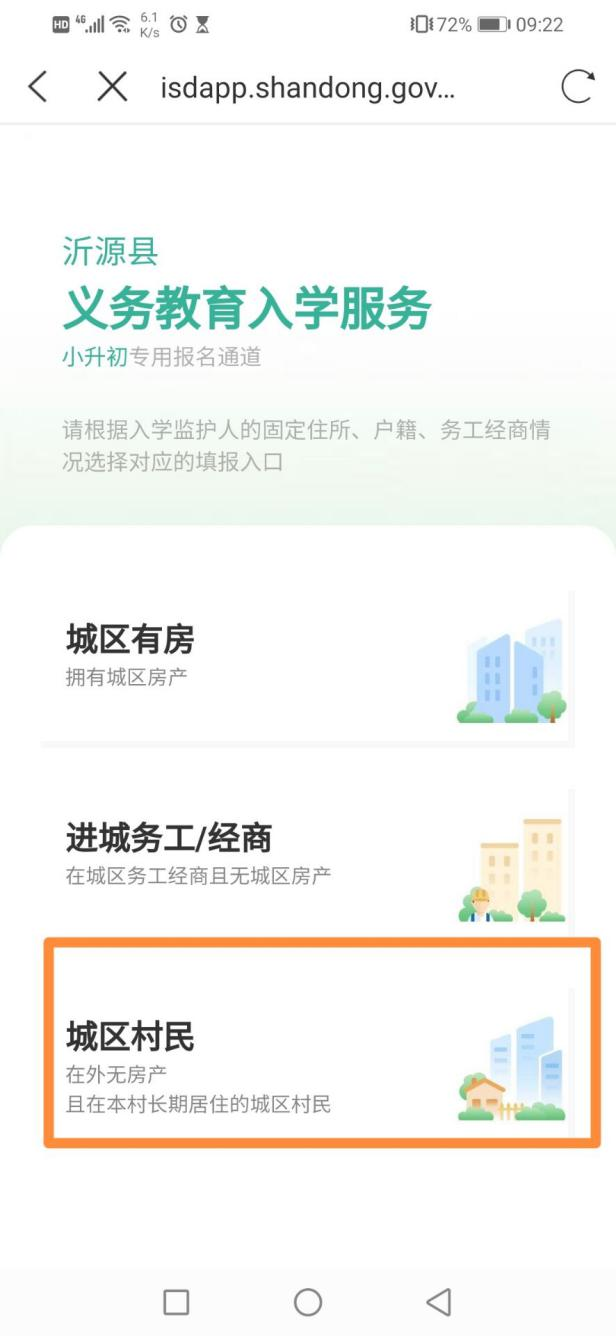 HD 4G 6.1 K/s 72% 09:22
isdapp.shandong.gov...
沂源县
义务教育入学服务
小升初专用报名通道
请根据入学监护人的固定住所、户籍、务工经商情
况选择对应的填报入口
城区有房
拥有城区房产
进城务工/经商
在城区务工经商且无城区房产
城区村民
在外无房产
且在本村长期居住的城区村民